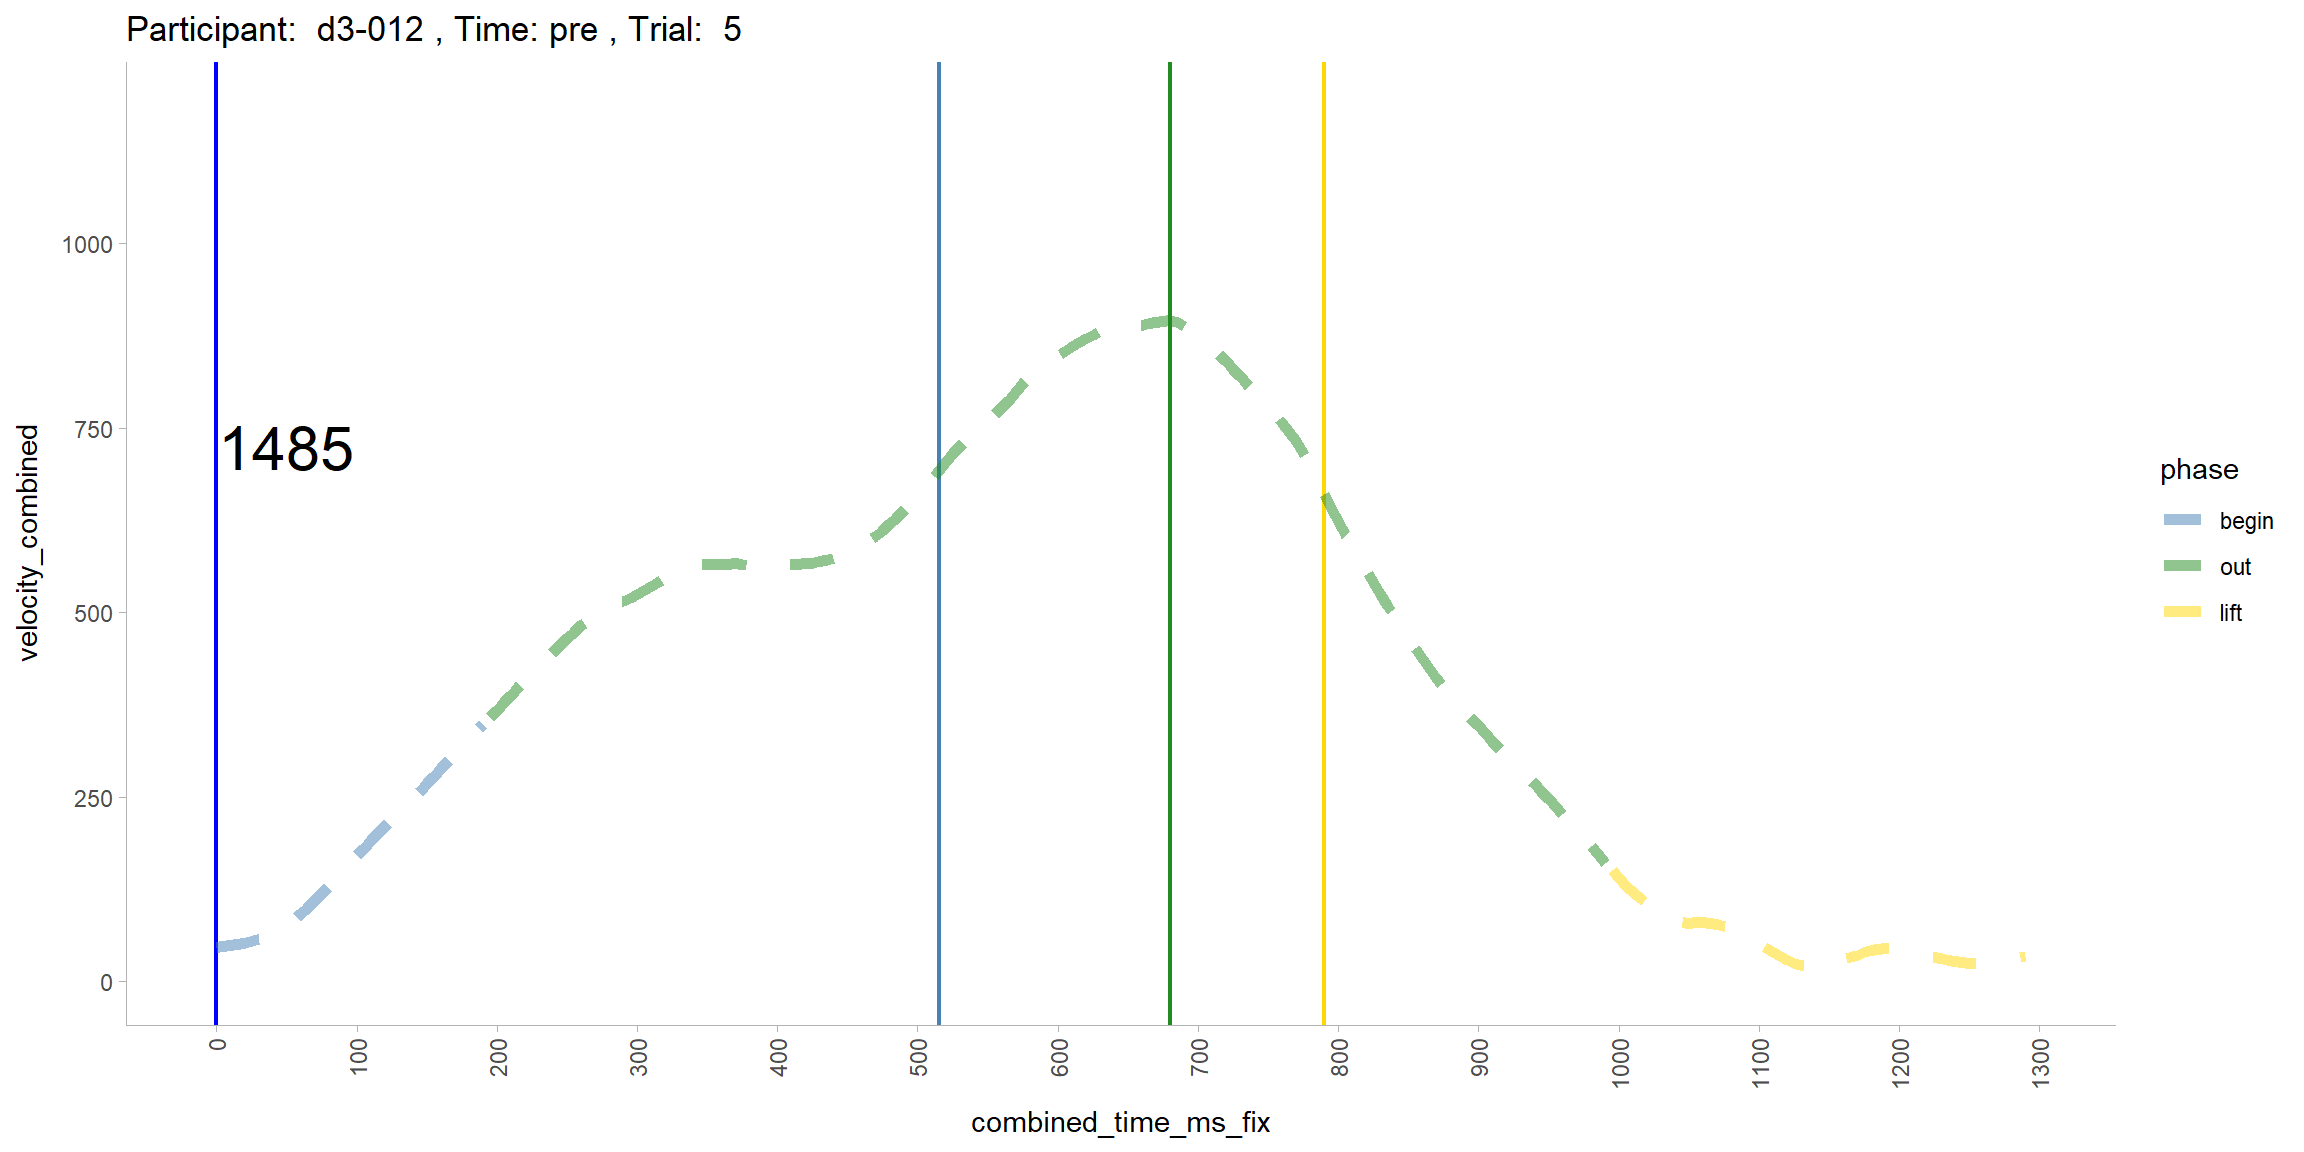 Participant:  d3-012 , Time: pre , Trial:  5
velocity_combined
1000
750
500
250
0
1485
0 100 200 300 400 500 600 700 800 900 1000 1100 1200 1300
combined_time_ms_fix
phase
begin
out
lift